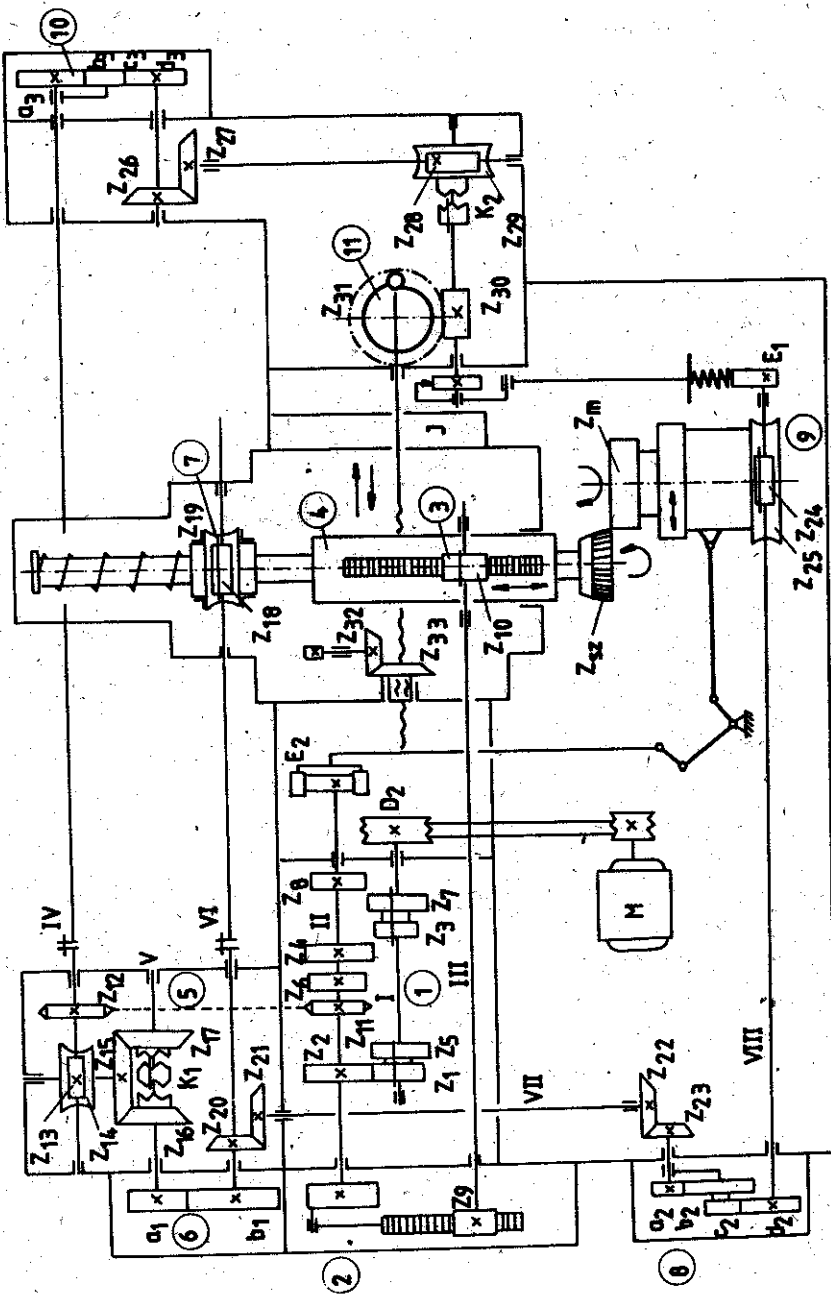 10
a₃
b₃
c₃
d₃
IV
Z₁₃
Z₁₄
Z₁₅
Z₁₂
Z₂₆
Z₂₇
V
a₁
6
Z₁₆
K₁
Z₁₇
5
VI
7
Z₁₉
b₁
Z₂₀
Z₂₁
Z₁₈
E₂
Z₂
Z₁₁
Z₆
Z₄
II
Z₈
4
Z₃₂
Z₃₁
11
I
D₂
Z₃₃
Z₂₈
2
Z₁
Z₅
1
Z₃
Z₇
3
J
K₂
Z₉
III
Z₁₀
Z₃₀
Z₂₉
VII
Z_sz
Z_m
M
a₂
b₂
c₂
d₂
Z₂₂
Z₂₃
8
VIII
Z₂₅
Z₂₄
9
E₁